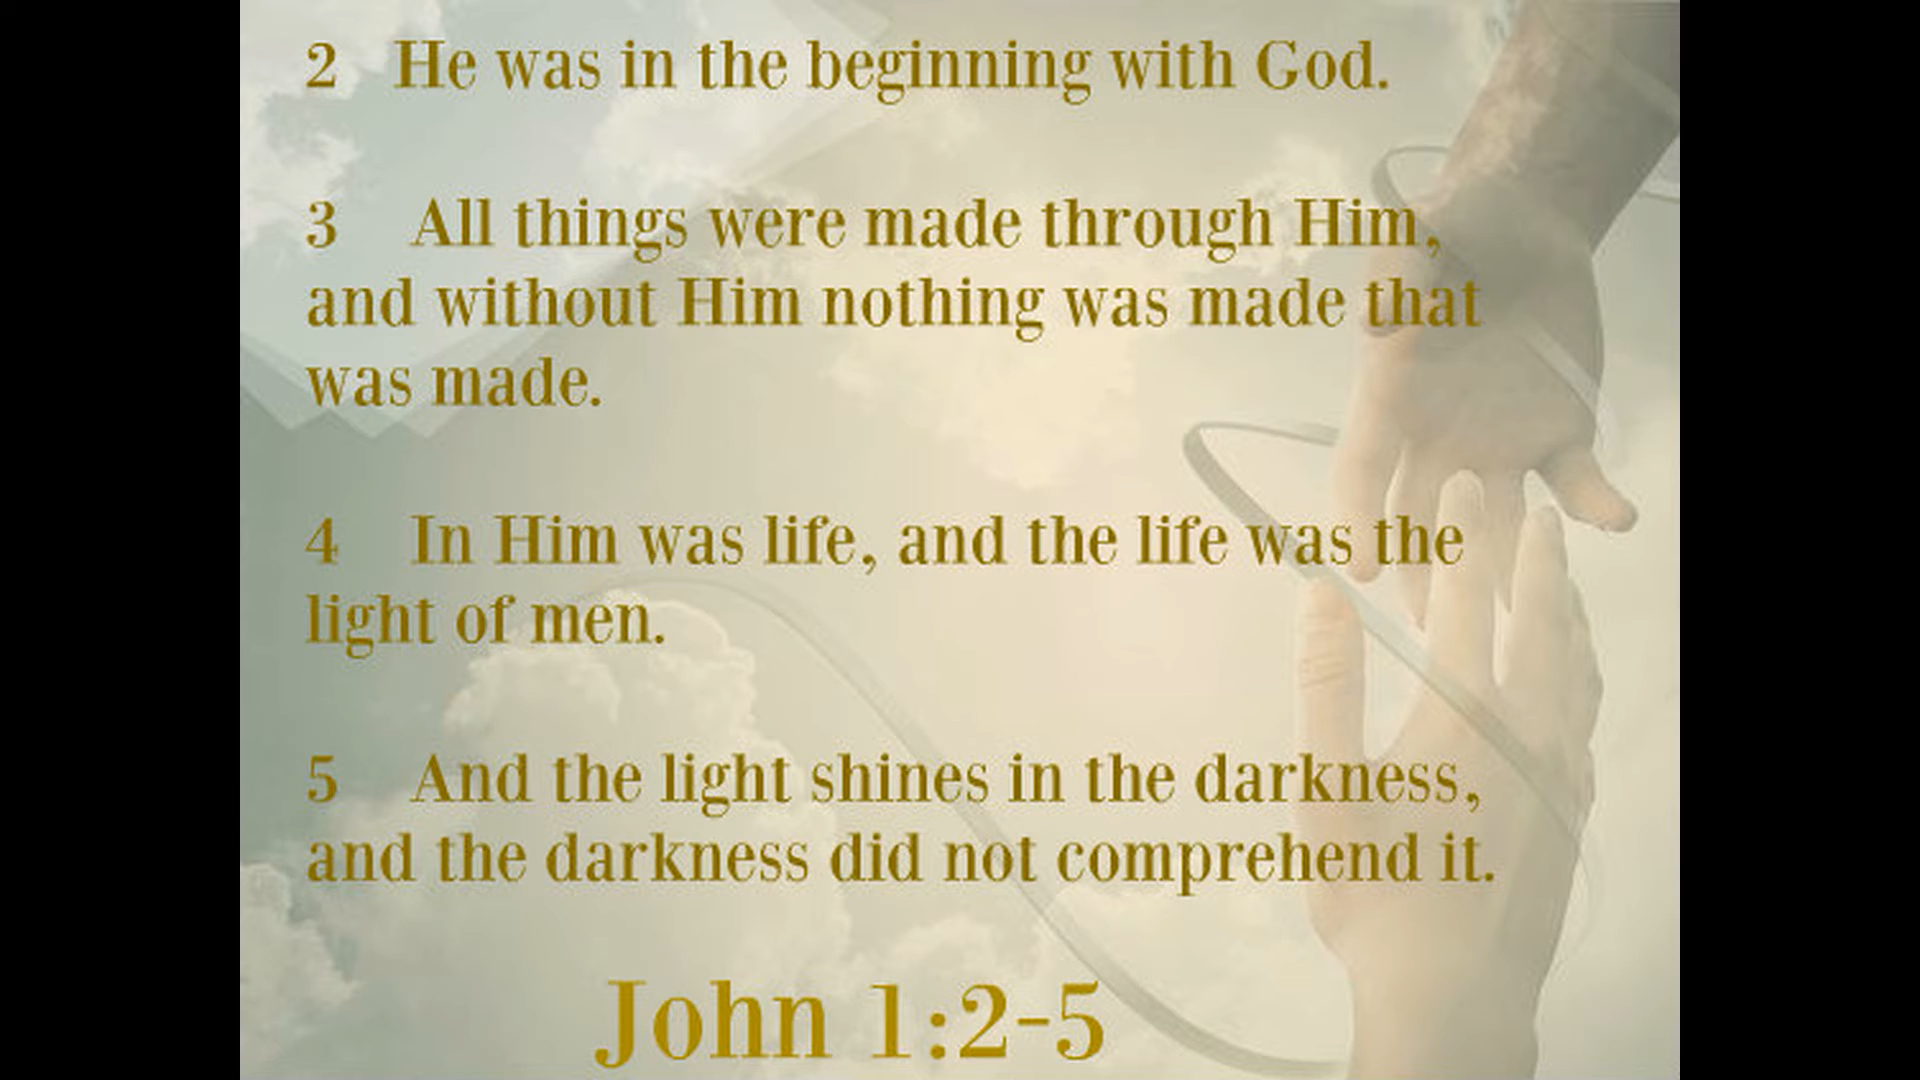 2 He was in the beginning with God.
3 All things were made through Him,
and without Him nothing was made that
was made.
4 In Him was life, and the life was the
light of men.
5 And the light shines in the darkness,
and the darkness did not comprehend it.
John 1:2-5